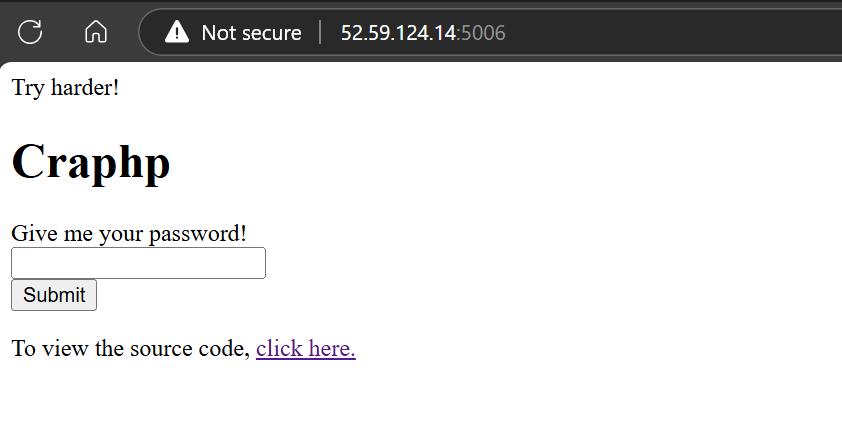 Not secure | 52.59.124.14:5006
Try harder!
Craphp
Give me your password!
Submit
To view the source code, click here.